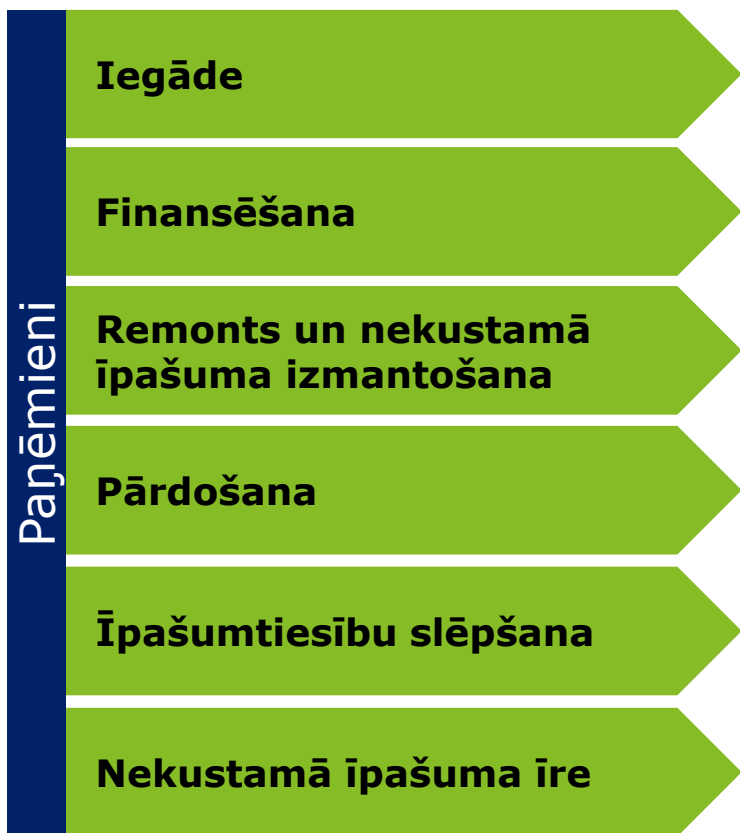 Paņēmieni
Iegāde
Finansēšana
Remonts un nekustamā
īpašuma izmantošana
Pārdošana
Īpašumtiesību slēpšana
Nekustamā īpašuma īre